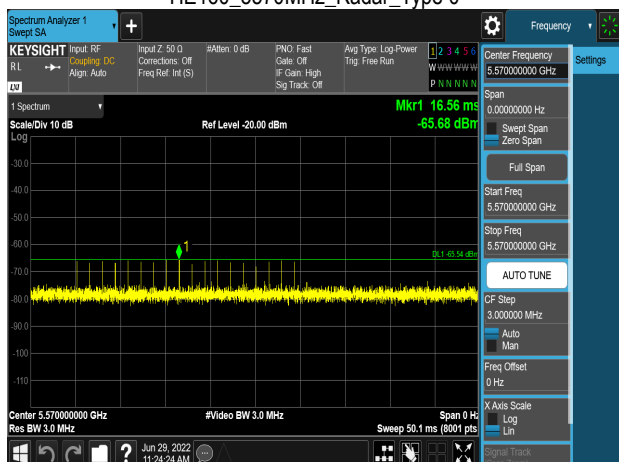 Spectrum Analyzer 1
Swept SA
Frequency
KEYSIGHT
RL
LXI
Input: RF
Coupling: DC
Align: Auto
Input Z: 50 Ω
Corrections: Off
Freq Ref: Int (S)
#Atten: 0 dB
PNO: Fast
Gate: Off
IF Gain: High
Sig Track: Off
Avg Type: Log-Power
Trig: Free Run
1 2 3 4 5 6
W W W W W W
P N N N N N
1 Spectrum
Mkr1 16.56 ms
-65.68 dBm
Scale/Div 10 dB
Ref Level -20.00 dBm
Log
-30.0
-40.0
-50.0
-60.0
-70.0
-80.0
-90.0
-100
-110
1
DL1 -65.54 dBm
Center 5.570000000 GHz
#Video BW 3.0 MHz
Span 0 Hz
Res BW 3.0 MHz
Sweep 50.1 ms (8001 pts)
Jun 29, 2022
11:24:24 AM
Settings
Center Frequency
5.570000000 GHz
Span
0.00000000 Hz
Swept Span
Zero Span
Full Span
Start Freq
5.570000000 GHz
Stop Freq
5.570000000 GHz
AUTO TUNE
CF Step
3.000000 MHz
Auto
Man
Freq Offset
0 Hz
X Axis Scale
Log
Lin
Signal Track